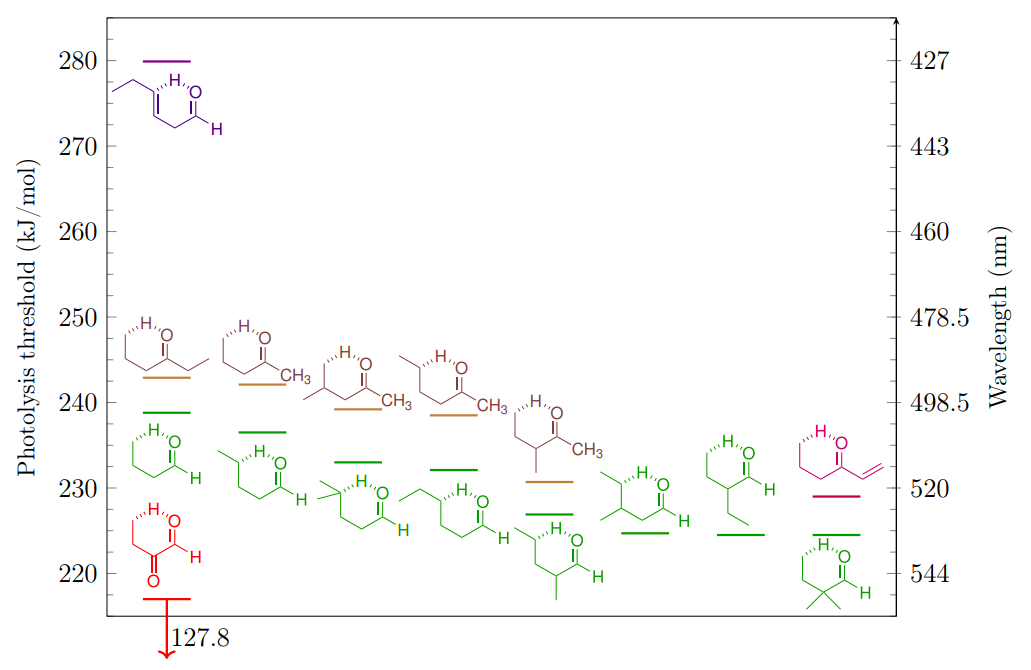 280
427
H
O
H
270
443
260
460
250
478.5
H
O
H
O
CH3
H
O
CH3
H
O
CH3
240
498.5
H
O
CH3
H
O
H
H
O
H
H
O
H
H
O
H
H
O
H
H
O
H
H
O
H
O
230
520
H
O
H
O
H
O
H
220
544
127.8
Photolysis threshold (kJ/mol)
Wavelength (nm)